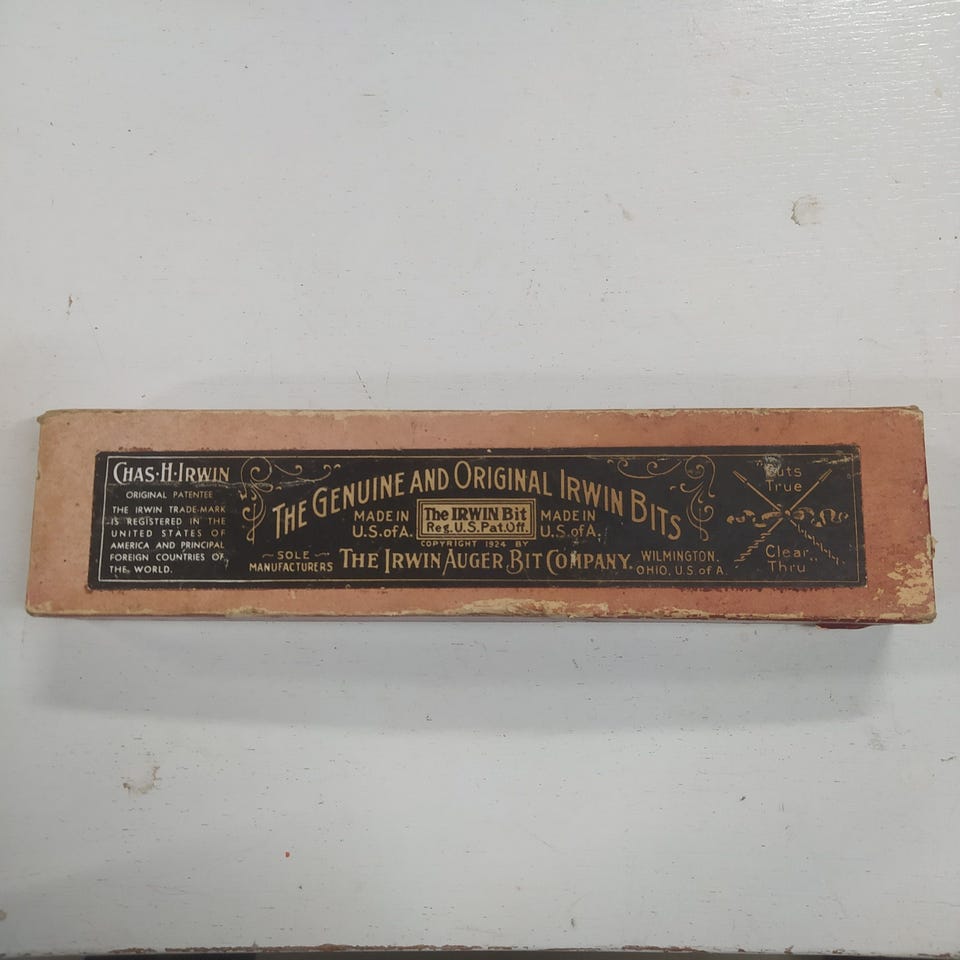 CHAS·H·IRWIN
ORIGINAL PATENTEE
THE IRWIN TRADE-MARK
IS REGISTERED IN THE
UNITED STATES OF
AMERICA AND PRINCIPAL
FOREIGN COUNTRIES OF
THE WORLD.
THE GENUINE AND ORIGINAL IRWIN BITS
MADE IN
U.S. of A.
The IRWIN Bit
Reg. U.S. Pat. Off.
MADE IN
U.S. of A.
COPYRIGHT 1924 BY
SOLE
MANUFACTURERS
THE IRWIN AUGER BIT COMPANY.
WILMINGTON,
OHIO, U.S. of A.
"Cuts
True
Clear
Thru"